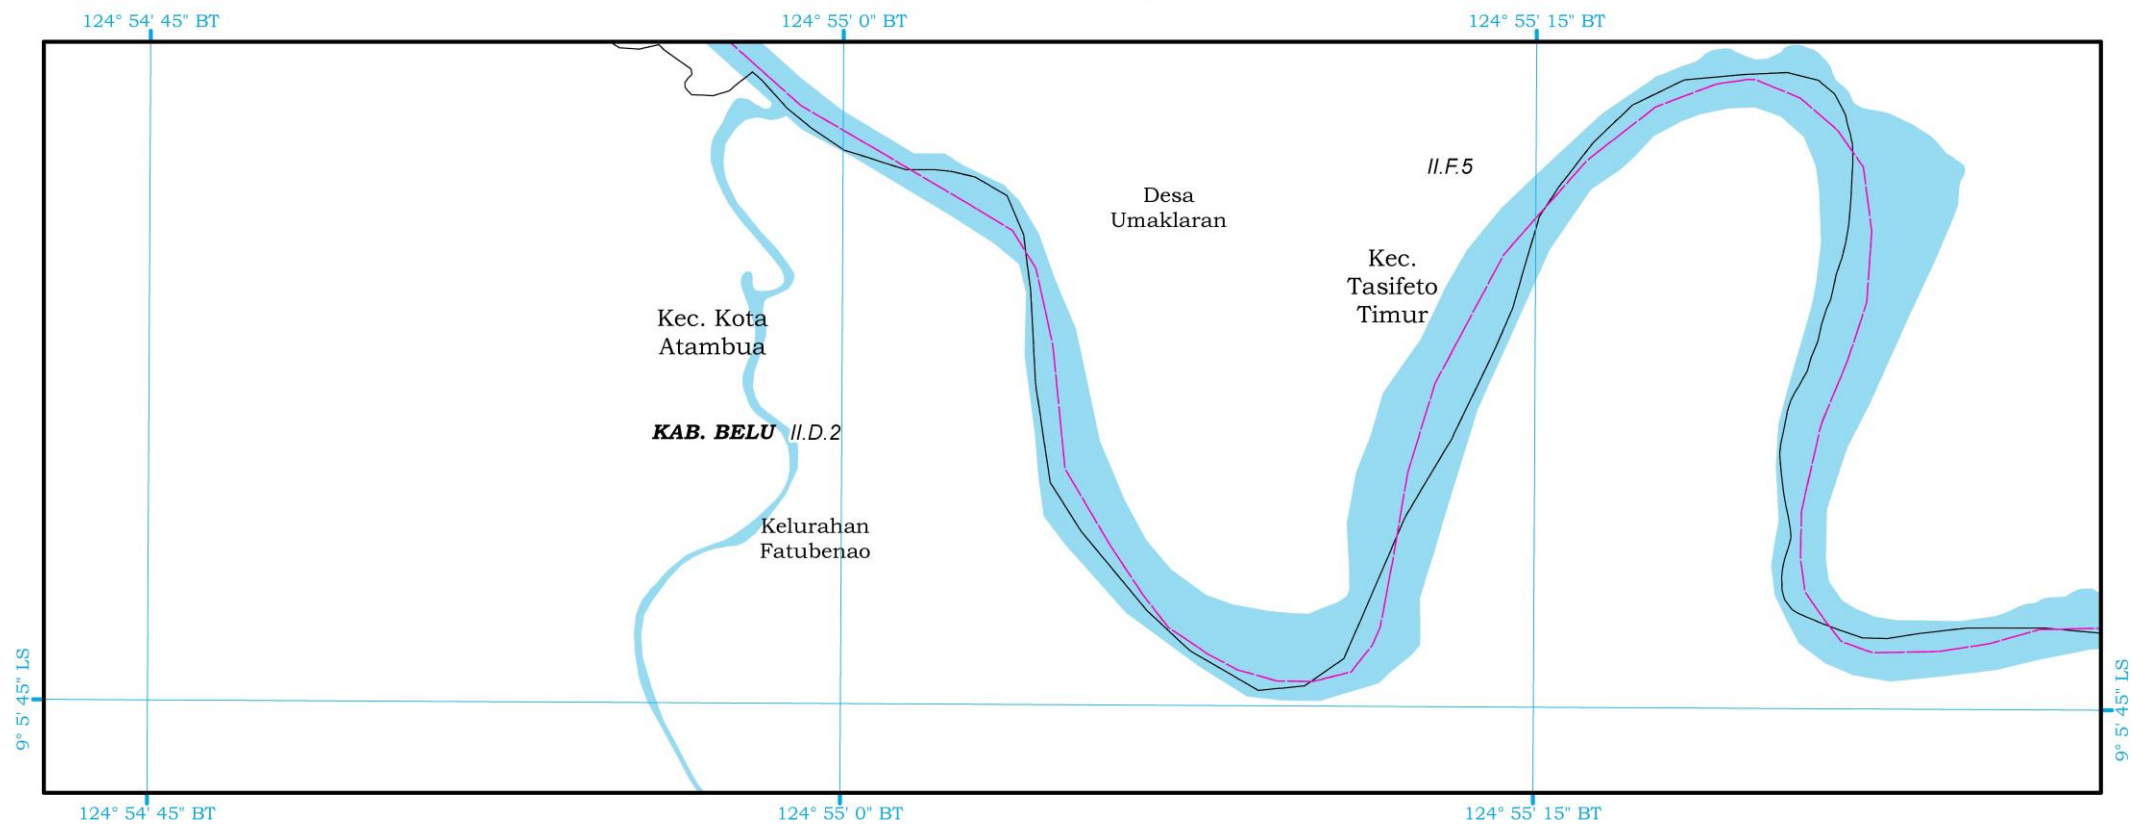 124° 54' 45" BT
124° 55' 0" BT
124° 55' 15" BT
II.F.5
Desa
Umaklaran
Kec.
Tasifeto
Timur
Kec. Kota
Atambua
KAB. BELU II.D.2
Kelurahan
Fatubenao
9° 5' 45" LS
9° 5' 45" LS
124° 54' 45" BT
124° 55' 0" BT
124° 55' 15" BT